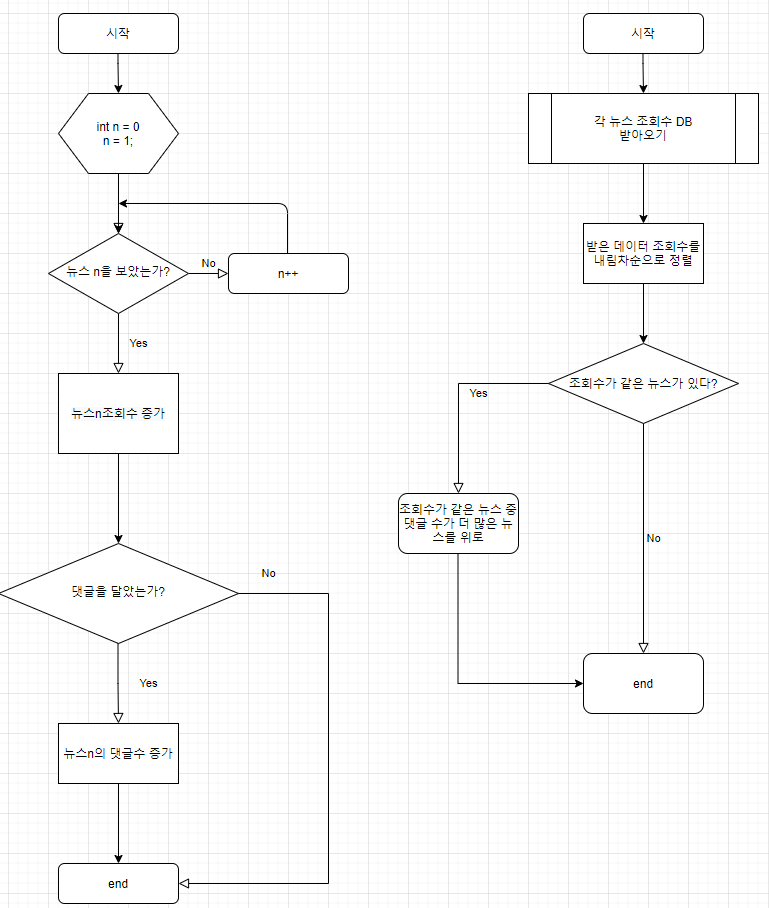 시작
int n = 0
n = 1;
뉴스 n을 보았는가?
No
n++
Yes
뉴스n조회수 증가
댓글을 달았는가?
No
Yes
뉴스n의 댓글수 증가
end
시작
각 뉴스 조회수 DB
받아오기
받은 데이터 조회수를
내림차순으로 정렬
조회수가 같은 뉴스가 있다?
Yes
조회수가 같은 뉴스 중
댓글 수가 더 많은 뉴
스를 위로
No
end